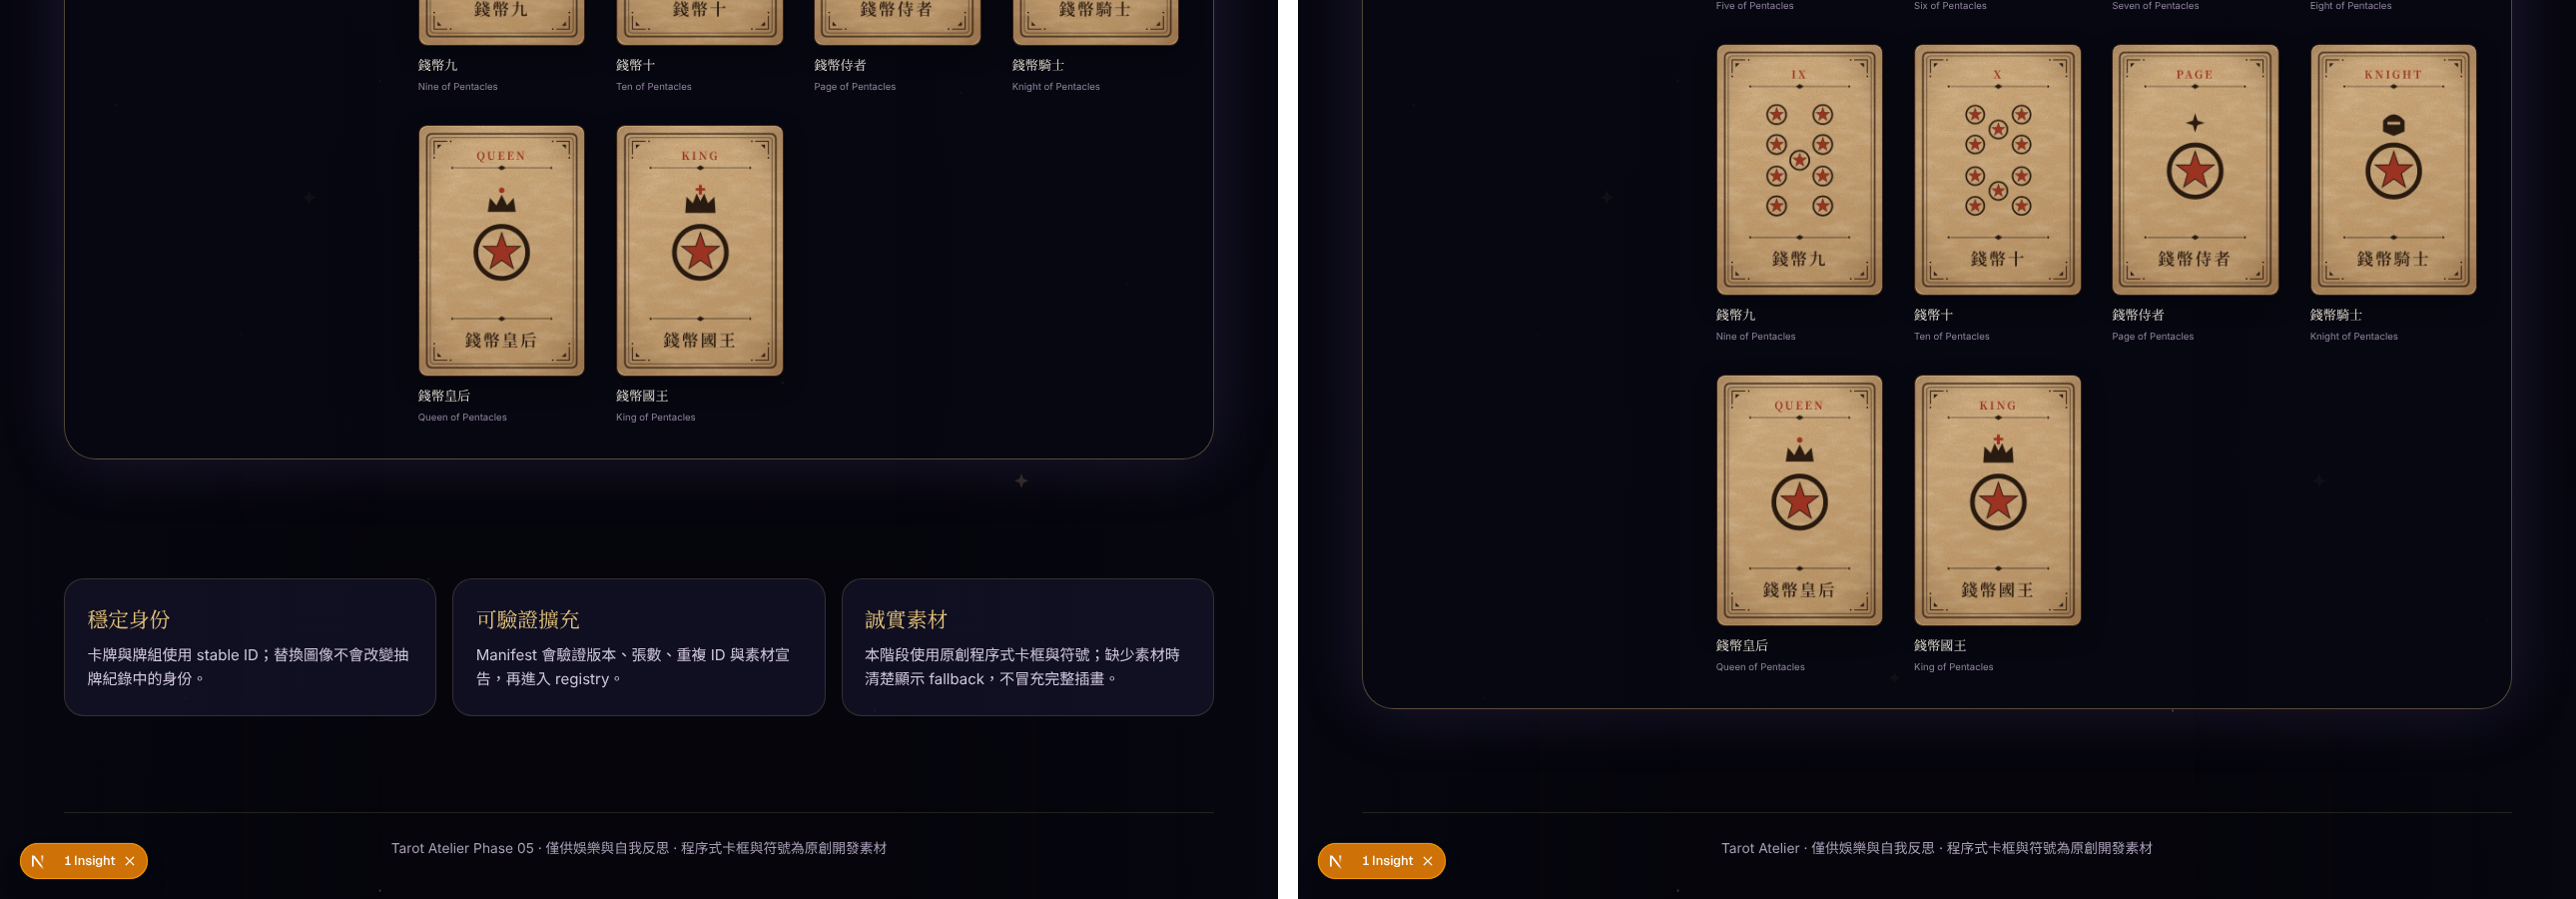 錢幣九
錢幣十
錢幣侍者
錢幣騎士
錢幣九
Nine of Pentacles
錢幣十
Ten of Pentacles
錢幣侍者
Page of Pentacles
錢幣騎士
Knight of Pentacles
QUEEN
錢幣皇后
KING
錢幣國王
錢幣皇后
Queen of Pentacles
錢幣國王
King of Pentacles
穩定身份
卡牌與牌組使用 stable ID；替換圖像不會改變抽
牌紀錄中的身份。
可驗證擴充
Manifest 會驗證版本、張數、重複 ID 與素材宣
告，再進入 registry。
誠實素材
本階段使用原創程式式卡框與符號；缺少素材時
清楚顯示 fallback，不冒充完整插畫。
Tarot Atelier Phase 05 · 僅供娛樂與自我反思 · 程序式卡框與符號為原創開發素材
1 Insight
Five of Pentacles
Six of Pentacles
Seven of Pentacles
Eight of Pentacles
IX
錢幣九
X
錢幣十
PAGE
錢幣侍者
KNIGHT
錢幣騎士
錢幣九
Nine of Pentacles
錢幣十
Ten of Pentacles
錢幣侍者
Page of Pentacles
錢幣騎士
Knight of Pentacles
QUEEN
錢幣皇后
KING
錢幣國王
錢幣皇后
Queen of Pentacles
錢幣國王
King of Pentacles
Tarot Atelier · 僅供娛樂與自我反思 · 程序式卡框與符號為原創開發素材
1 Insight